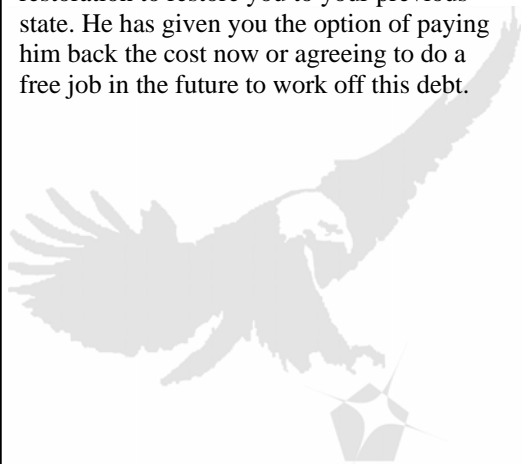 restoration to restore you to your previous
state. He has given you the option of paying
him back the cost now or agreeing to do a
free job in the future to work off this debt.